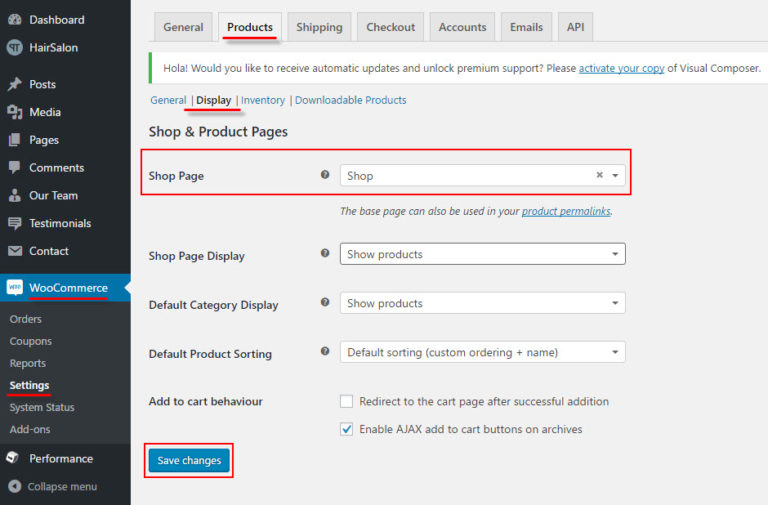 Dashboard
HairSalon
Posts
Media
Pages
Comments
Our Team
Testimonials
Contact
WooCommerce
Orders
Coupons
Reports
Settings
System Status
Add-ons
Performance
Collapse menu
General Products Shipping Checkout Accounts Emails API
Hola! Would you like to receive automatic updates and unlock premium support? Please activate your copy of Visual Composer.
General | Display | Inventory | Downloadable Products
Shop & Product Pages
Shop Page ? Shop ×
The base page can also be used in your product permalinks.
Shop Page Display ? Show products
Default Category Display ? Show products
Default Product Sorting ? Default sorting (custom ordering + name)
Add to cart behaviour Redirect to the cart page after successful addition
Enable AJAX add to cart buttons on archives
Save changes